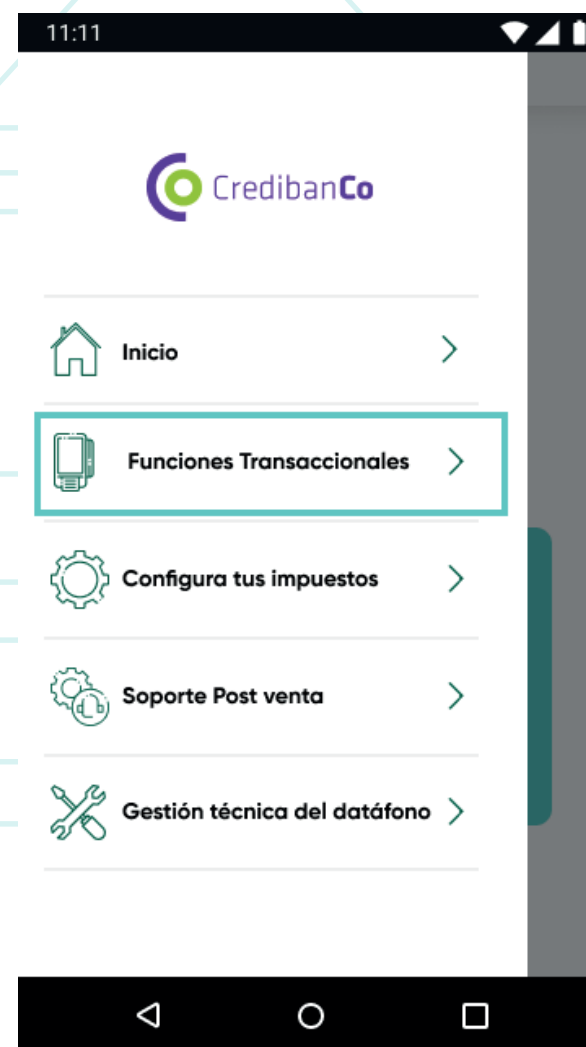 11:11
CredibanCo
Inicio
Funciones Transaccionales
Configura tus impuestos
Soporte Post venta
Gestión técnica del datáfono